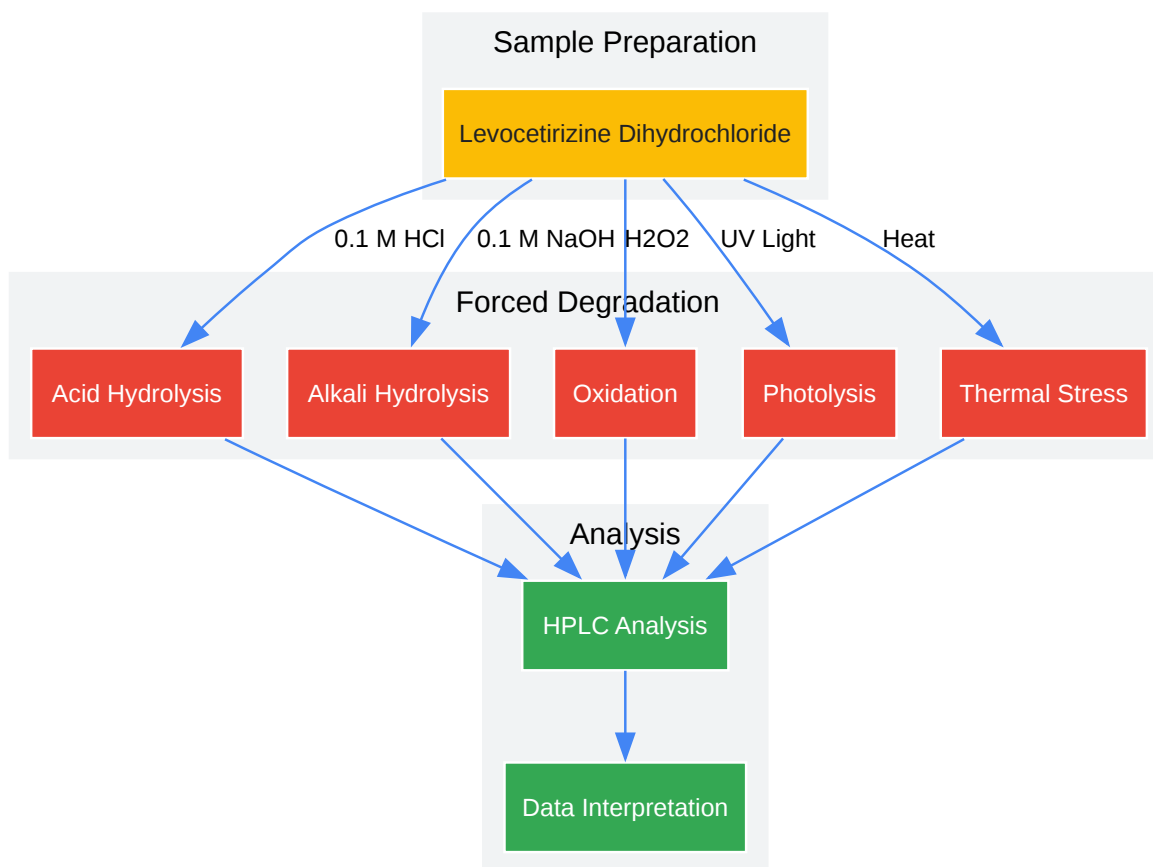 Sample Preparation
Levocetirizine Dihydrochloride
0.1 M HCl
0.1 M NaOH
H2O2
UV Light
Heat
Forced Degradation
Acid Hydrolysis
Alkali Hydrolysis
Oxidation
Photolysis
Thermal Stress
Analysis
HPLC Analysis
Data Interpretation